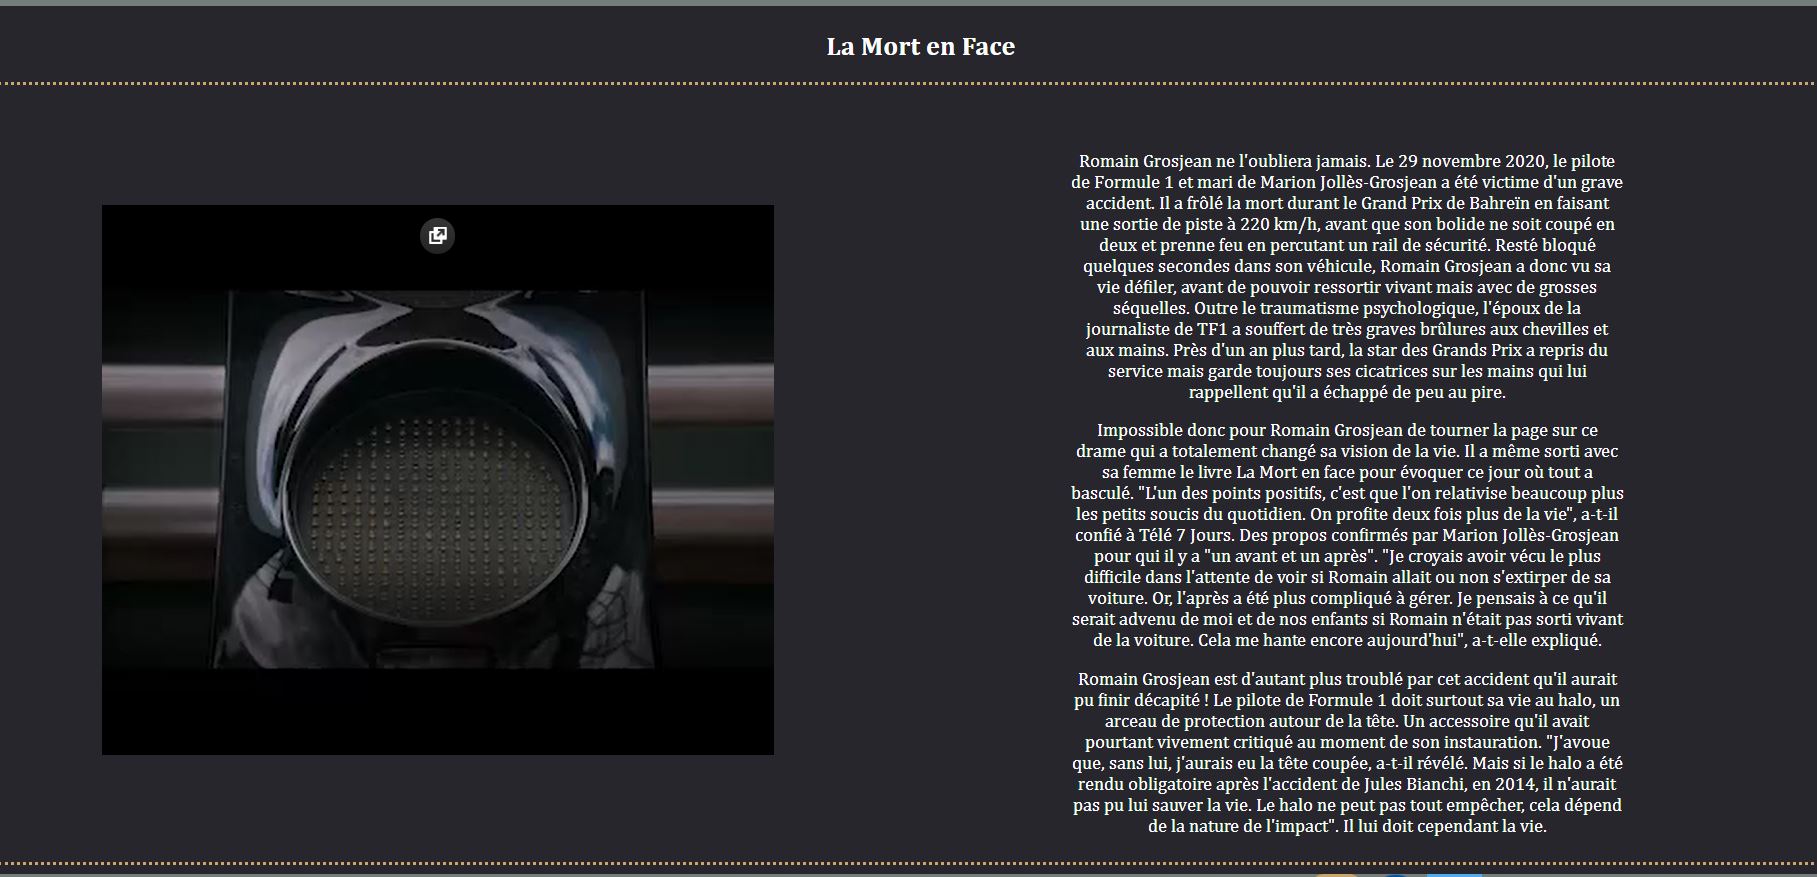 La Mort en Face
Romain Grosjean ne l'oubliera jamais. Le 29 novembre 2020, le pilote
de Formule 1 et mari de Marion Jollès-Grosjean a été victime d'un grave
accident. Il a frôlé la mort durant le Grand Prix de Bahreïn en faisant
une sortie de piste à 220 km/h, avant que son bolide ne soit coupé en
deux et prenne feu en percutant un rail de sécurité. Resté bloqué
quelques secondes dans son véhicule, Romain Grosjean a donc vu sa
vie défiler, avant de pouvoir ressortir vivant mais avec de grosses
séquelles. Outre le traumatisme psychologique, l'époux de la
journaliste de TF1 a souffert de très graves brûlures aux chevilles et
aux mains. Près d'un an plus tard, la star des Grands Prix a repris du
service mais garde toujours ses cicatrices sur les mains qui lui
rappellent qu'il a échappé de peu au pire.
Impossible donc pour Romain Grosjean de tourner la page sur ce
drame qui a totalement changé sa vision de la vie. Il a même sorti avec
sa femme le livre La Mort en face pour évoquer ce jour où tout a
basculé. "L'un des points positifs, c'est que l'on relativise beaucoup plus
les petits soucis du quotidien. On profite deux fois plus de la vie", a-t-il
confié à Télé 7 Jours. Des propos confirmés par Marion Jollès-Grosjean
pour qui il y a "un avant et un après". "Je croyais avoir vécu le plus
difficile dans l'attente de voir si Romain allait ou non s'extirper de sa
voiture. Or, l'après a été plus compliqué à gérer. Je pensais à ce qu'il
serait advenu de moi et de nos enfants si Romain n'était pas sorti vivant
de la voiture. Cela me hante encore aujourd'hui", a-t-elle expliqué.
Romain Grosjean est d'autant plus troublé par cet accident qu'il aurait
pu finir décapité ! Le pilote de Formule 1 doit surtout sa vie au halo, un
arceau de protection autour de la tête. Un accessoire qu'il avait
pourtant vivement critiqué au moment de son instauration. "J'avoue
que, sans lui, j'aurais eu la tête coupée, a-t-il révélé. Mais si le halo a été
rendu obligatoire après l'accident de Jules Bianchi, en 2014, il n'aurait
pas pu lui sauver la vie. Le halo ne peut pas tout empêcher, cela dépend
de la nature de l'impact". Il lui doit cependant la vie.